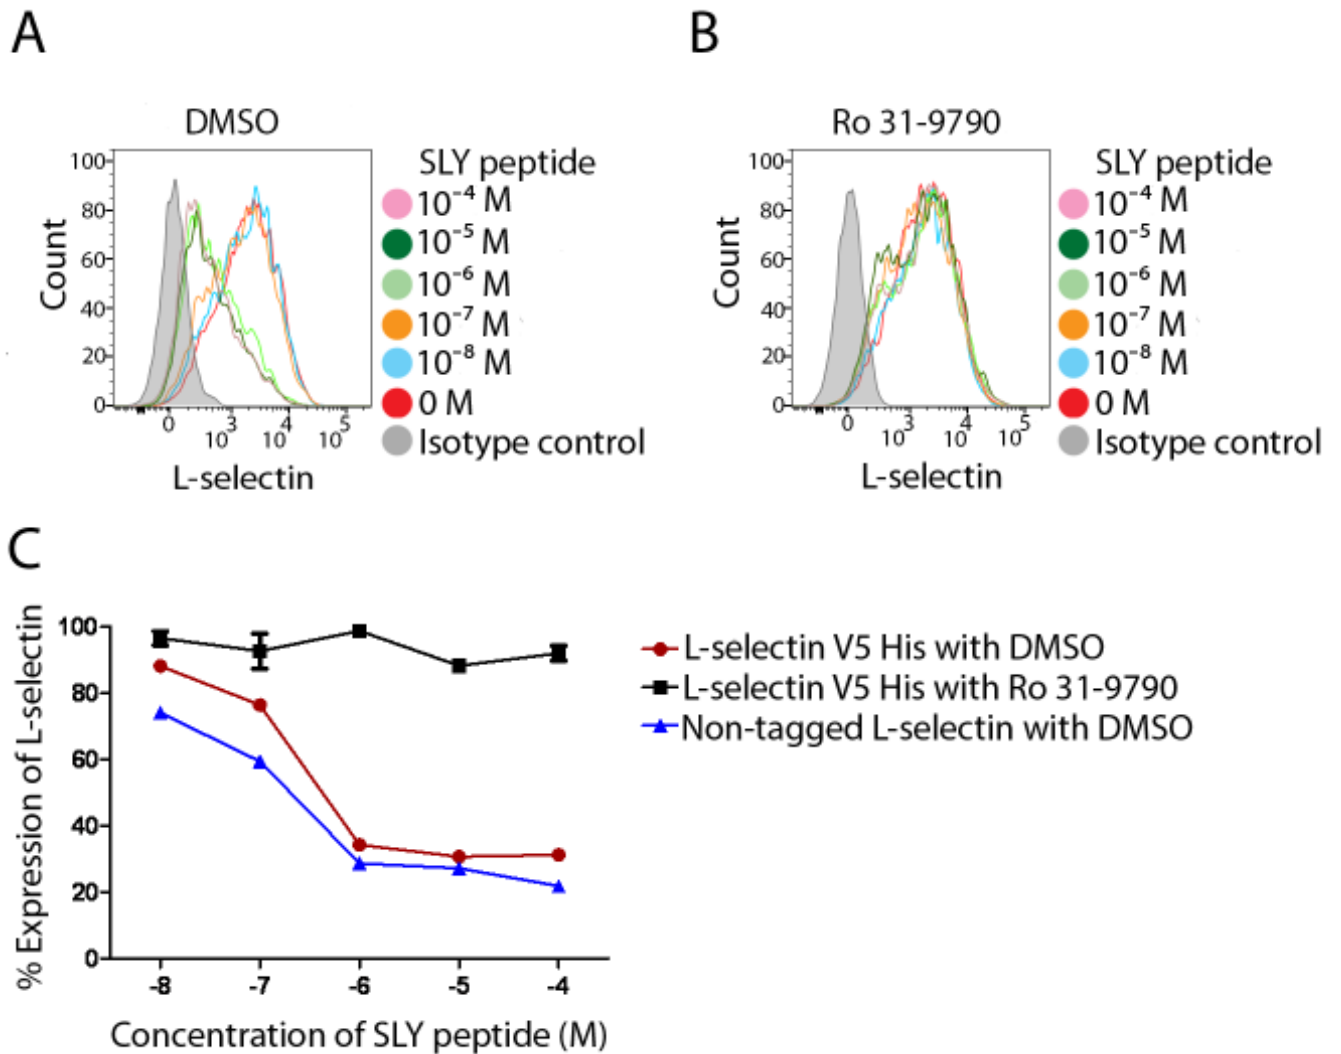 A
B
DMSO
Ro 31-9790
SLY peptide
10⁻⁴ M
10⁻⁵ M
10⁻⁶ M
10⁻⁷ M
10⁻⁸ M
0 M
Isotype control
100
80
60
40
20
0
Count
0 10³ 10⁴ 10⁵
L-selectin
SLY peptide
10⁻⁴ M
10⁻⁵ M
10⁻⁶ M
10⁻⁷ M
10⁻⁸ M
0 M
Isotype control
100
80
60
40
20
0
Count
0 10³ 10⁴ 10⁵
L-selectin
C
% Expression of L-selectin
100
80
60
40
20
0
-8 -7 -6 -5 -4
Concentration of SLY peptide (M)
L-selectin V5 His with DMSO
L-selectin V5 His with Ro 31-9790
Non-tagged L-selectin with DMSO